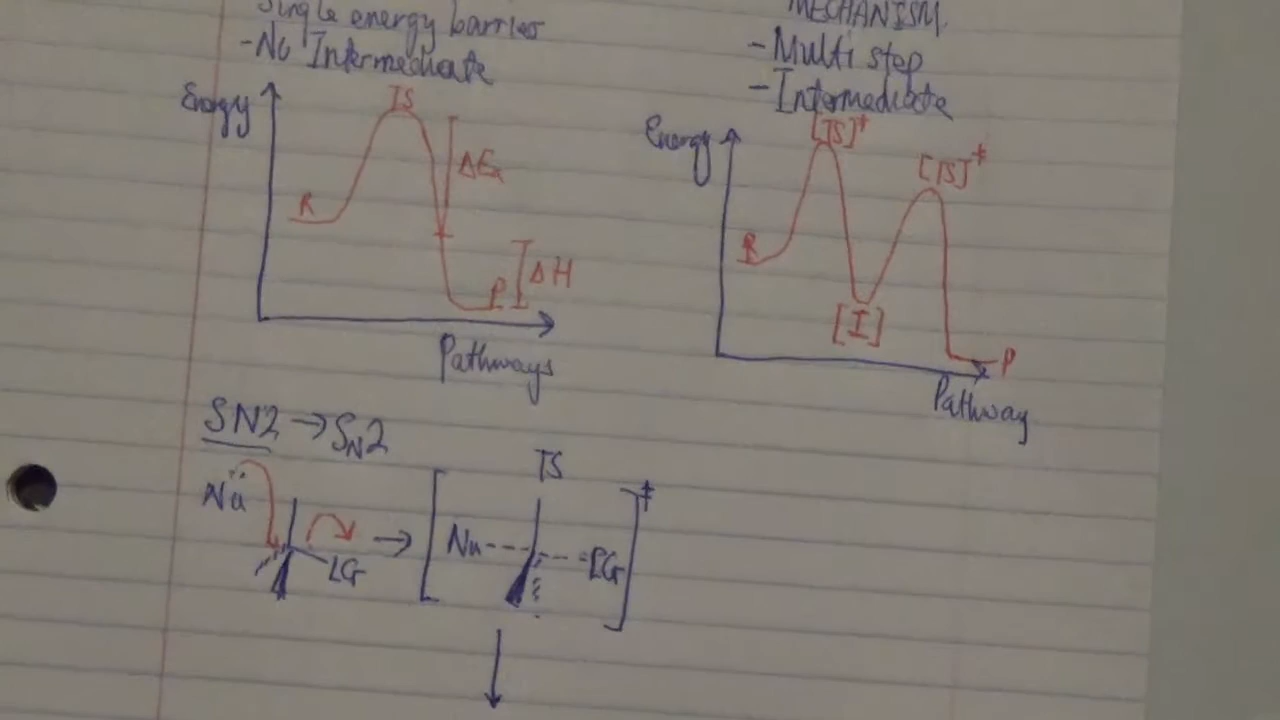 Single energy barrier
-No Intermediate
MECHANISM
- Multi step
- Intermediate
Energy
TS
R
ΔEa
ΔH
P
Pathways
Energy
[TS]‡
[TS]‡
R
[I]
P
Pathway
SN2 → SN2
Nu
LG
→
TS
[Nu---
---LG]‡